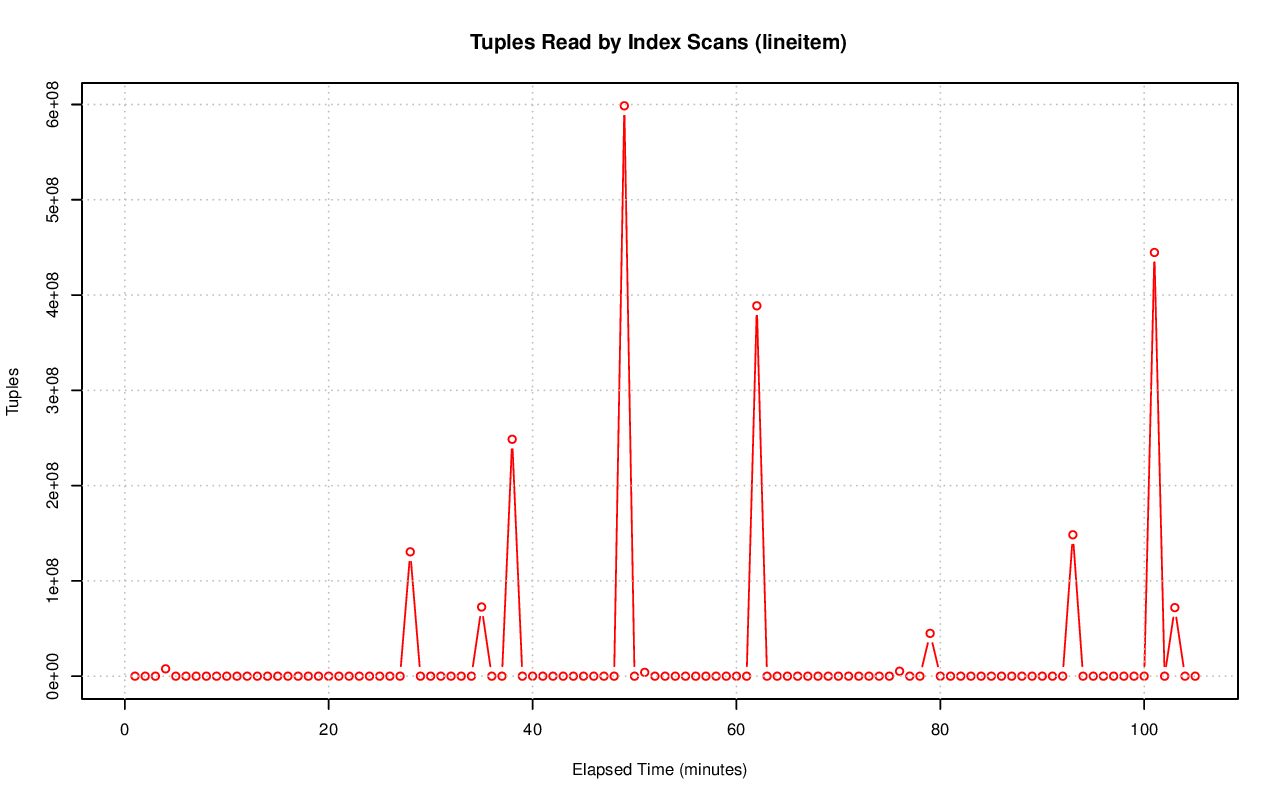 Tuples Read by Index Scans (lineitem)
Tuples
6e+08
5e+08
4e+08
3e+08
2e+08
1e+08
0e+00
0 20 40 60 80 100
Elapsed Time (minutes)